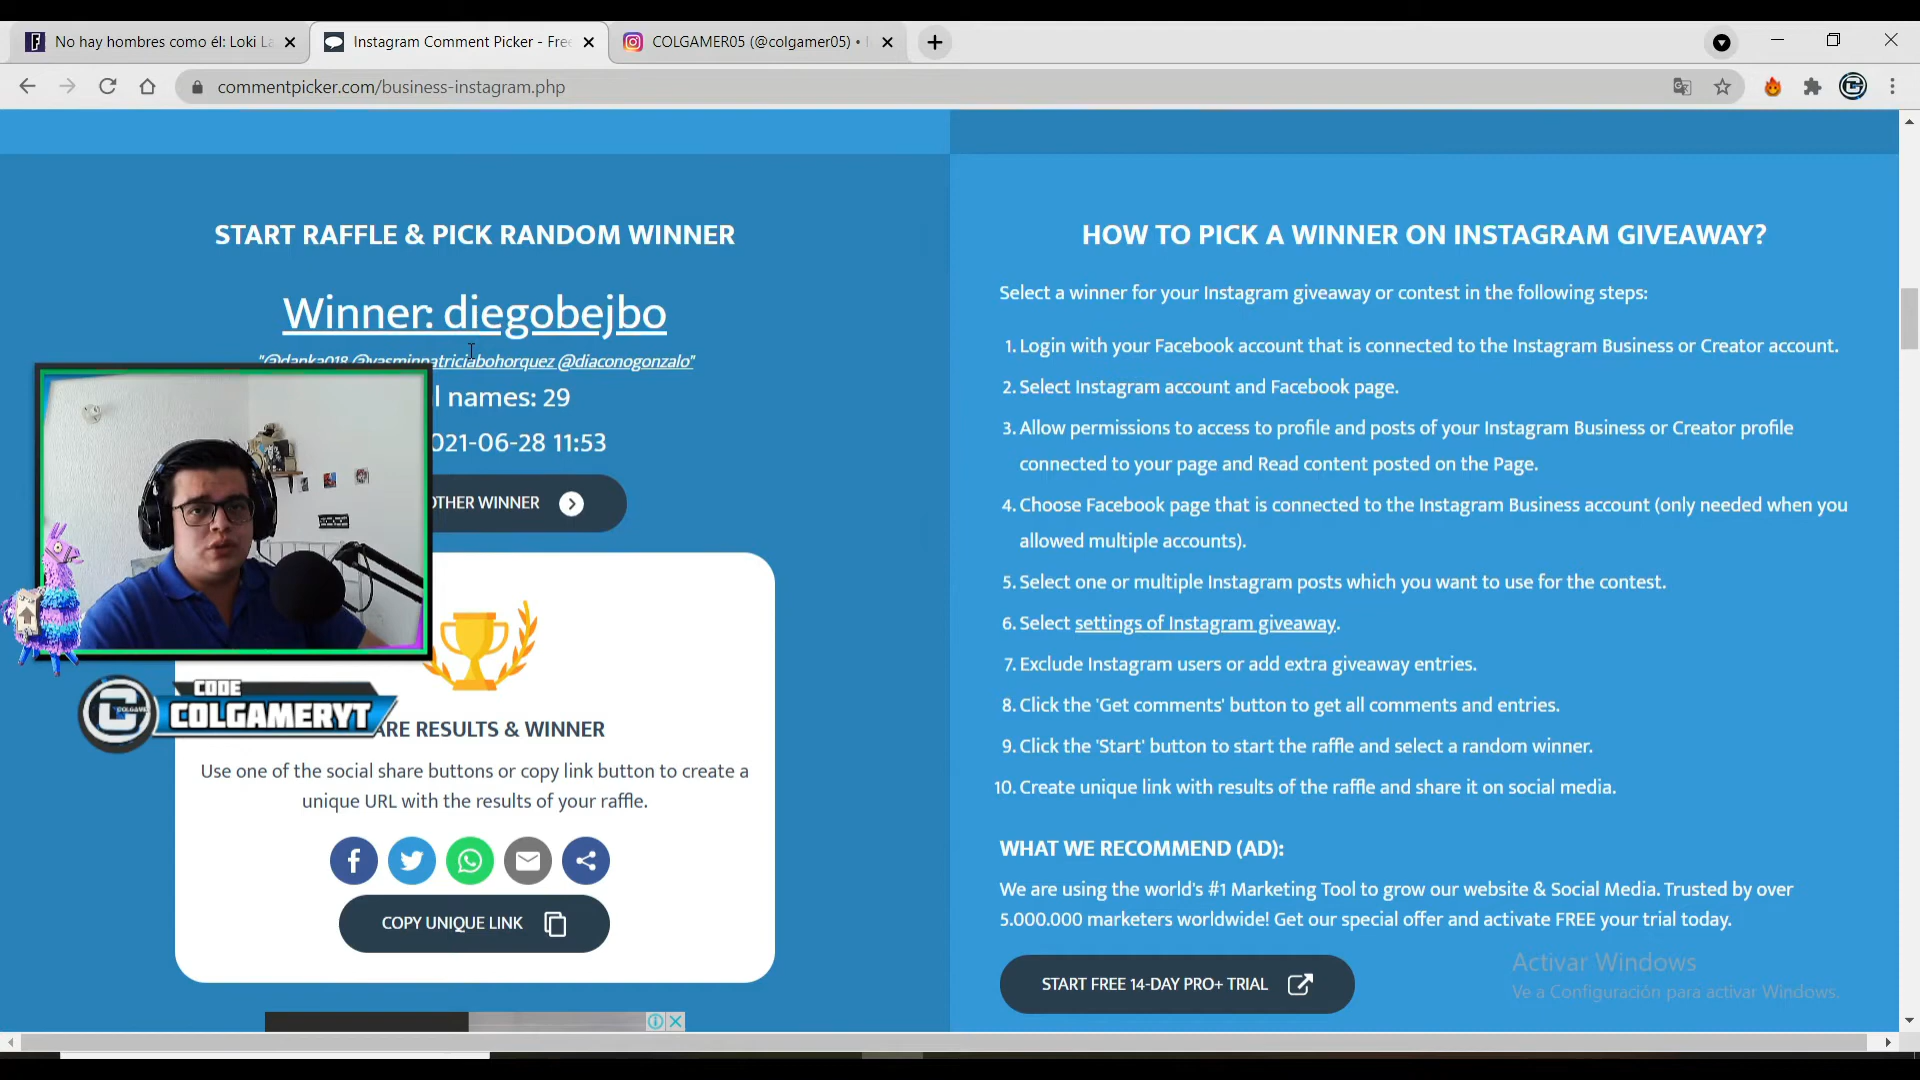 No hay hombres como él: Loki La
Instagram Comment Picker - Free
COLGAMER05 (@colgamer05) •
commentpicker.com/business-instagram.php
START RAFFLE & PICK RANDOM WINNER
Winner: diegobejbo
"@danka018 @yasminpatriciabohorquez @diaconogonzalo"
l names: 29
021-06-28 11:53
OTHER WINNER
CODE
COLGAMERYT
ARE RESULTS & WINNER
Use one of the social share buttons or copy link button to create a
unique URL with the results of your raffle.
COPY UNIQUE LINK
HOW TO PICK A WINNER ON INSTAGRAM GIVEAWAY?
Select a winner for your Instagram giveaway or contest in the following steps:
1. Login with your Facebook account that is connected to the Instagram Business or Creator account.
2. Select Instagram account and Facebook page.
3. Allow permissions to access to profile and posts of your Instagram Business or Creator profile
connected to your page and Read content posted on the Page.
4. Choose Facebook page that is connected to the Instagram Business account (only needed when you
allowed multiple accounts).
5. Select one or multiple Instagram posts which you want to use for the contest.
6. Select settings of Instagram giveaway.
7. Exclude Instagram users or add extra giveaway entries.
8. Click the 'Get comments' button to get all comments and entries.
9. Click the 'Start' button to start the raffle and select a random winner.
10. Create unique link with results of the raffle and share it on social media.
WHAT WE RECOMMEND (AD):
We are using the world's #1 Marketing Tool to grow our website & Social Media. Trusted by over
5.000.000 marketers worldwide! Get our special offer and activate FREE your trial today.
START FREE 14-DAY PRO+ TRIAL
Activar Windows
Ve a Configuración para activar Windows.